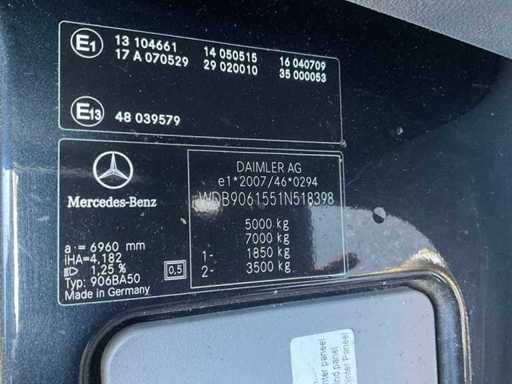 E1 13 104661 14 050515 16 040709
17 A 070529 29 020010 35 000053
E13 48 039579
DAIMLER AG
e1*2007/46*0294
Mercedes-Benz
WDB9061551N518398
5000 kg
7000 kg
1- 1850 kg
2- 3500 kg
a = 6960 mm
iHA=4,182
1,25 %
0,5
Typ: 906BA50
Made in Germany